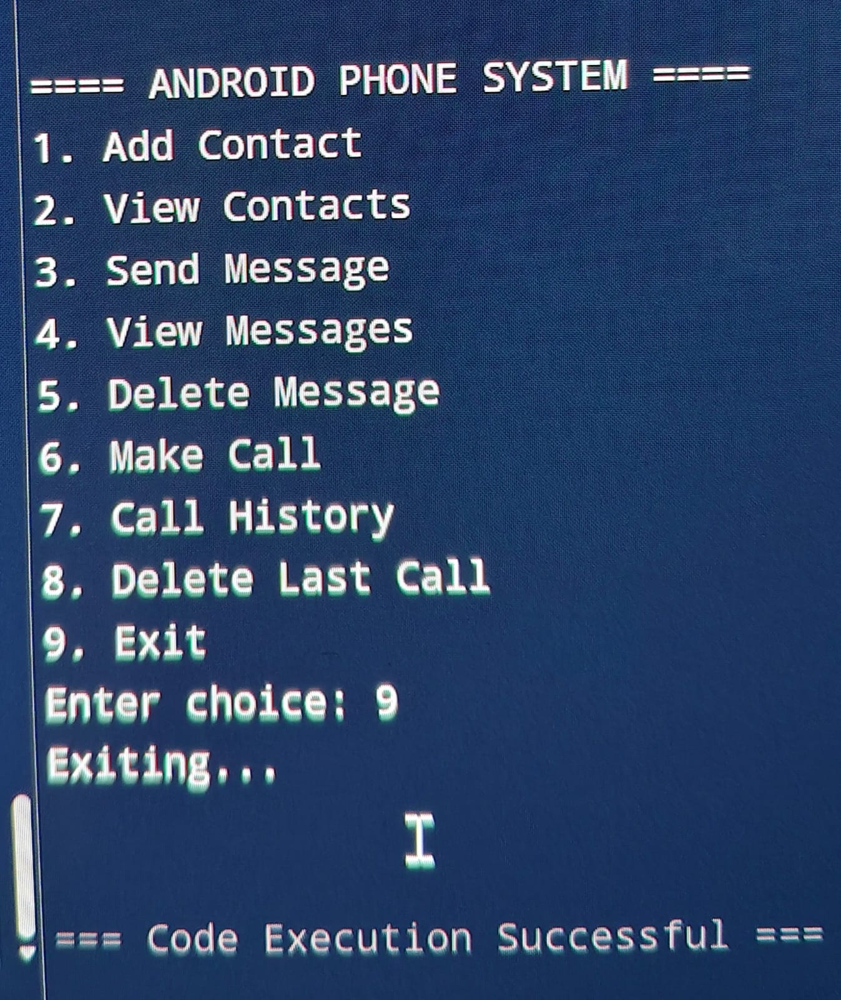 ==== ANDROID PHONE SYSTEM ====
1. Add Contact
2. View Contacts
3. Send Message
4. View Messages
5. Delete Message
6. Make Call
7. Call History
8. Delete Last Call
9. Exit
Enter choice: 9
Exiting...
=== Code Execution Successful ===